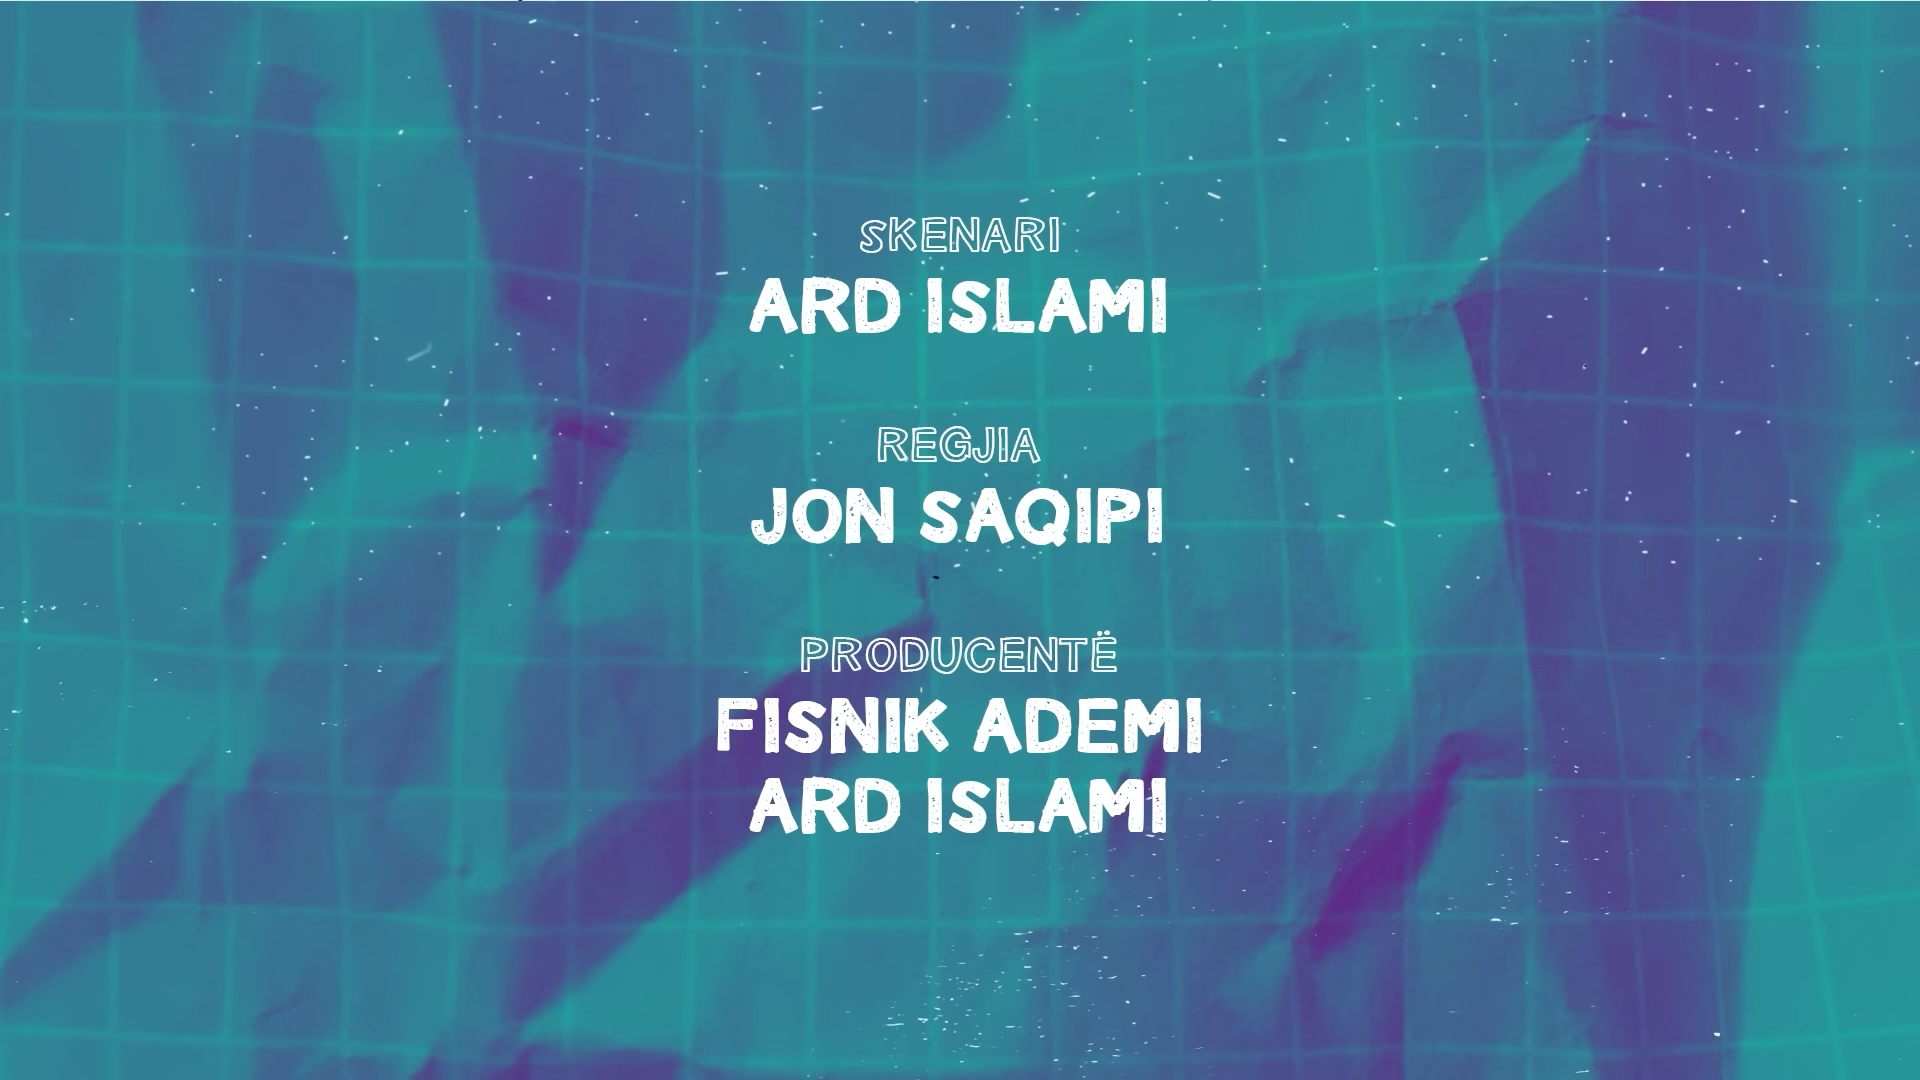 SKENARI
ARD ISLAMI
REGJIA
JON SAQIPI
PRODUCENTË
FISNIK ADEMI
ARD ISLAMI